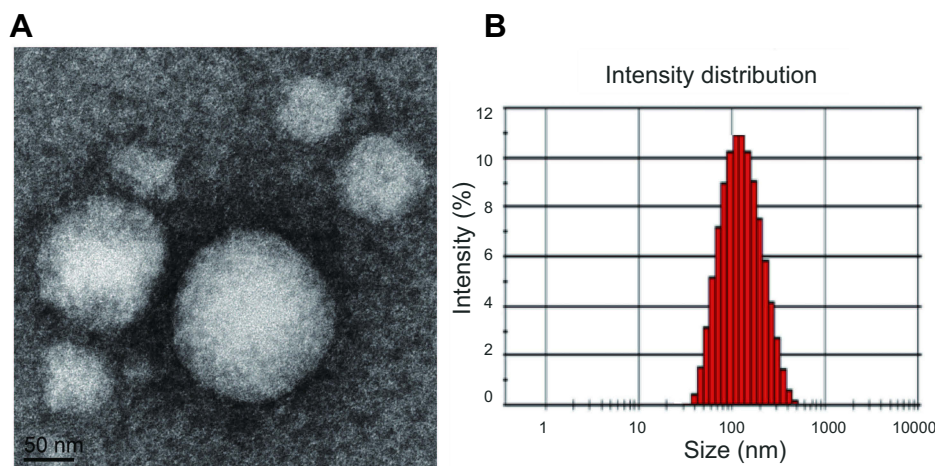 A
50 nm
B
Intensity distribution
Intensity (%)
12
10
8
6
4
2
0
1 10 100 1000 10000
Size (nm)